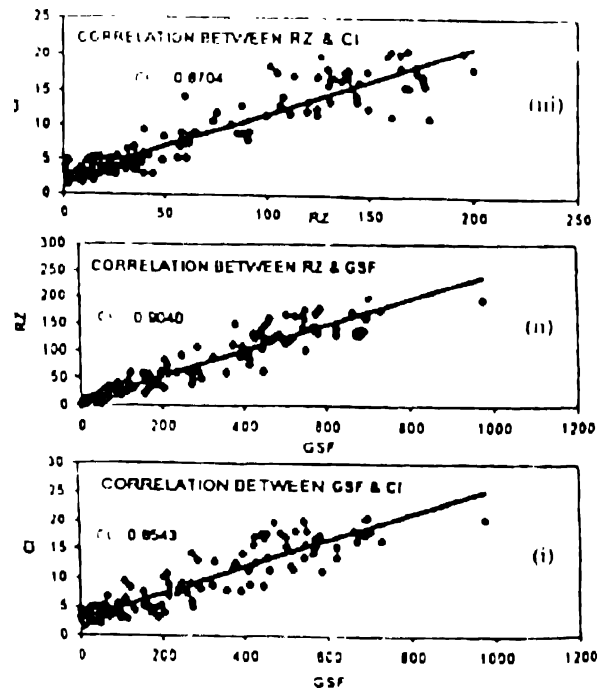 25
CORRELATION BETWEEN RZ & CI
20
0.8704
15
(iii)
CI
10
5
0
0 50 100 150 200 250
RZ
300
CORRELATION BETWEEN RZ & GSF
250
200
RZ
150
0.9040
(ii)
100
50
0
0 200 400 600 800 1000 1200
GSF
30
CORRELATION BETWEEN GSF & CI
25
CI
20
0.8543
15
(i)
10
5
0
0 200 400 600 800 1000 1200
GSF